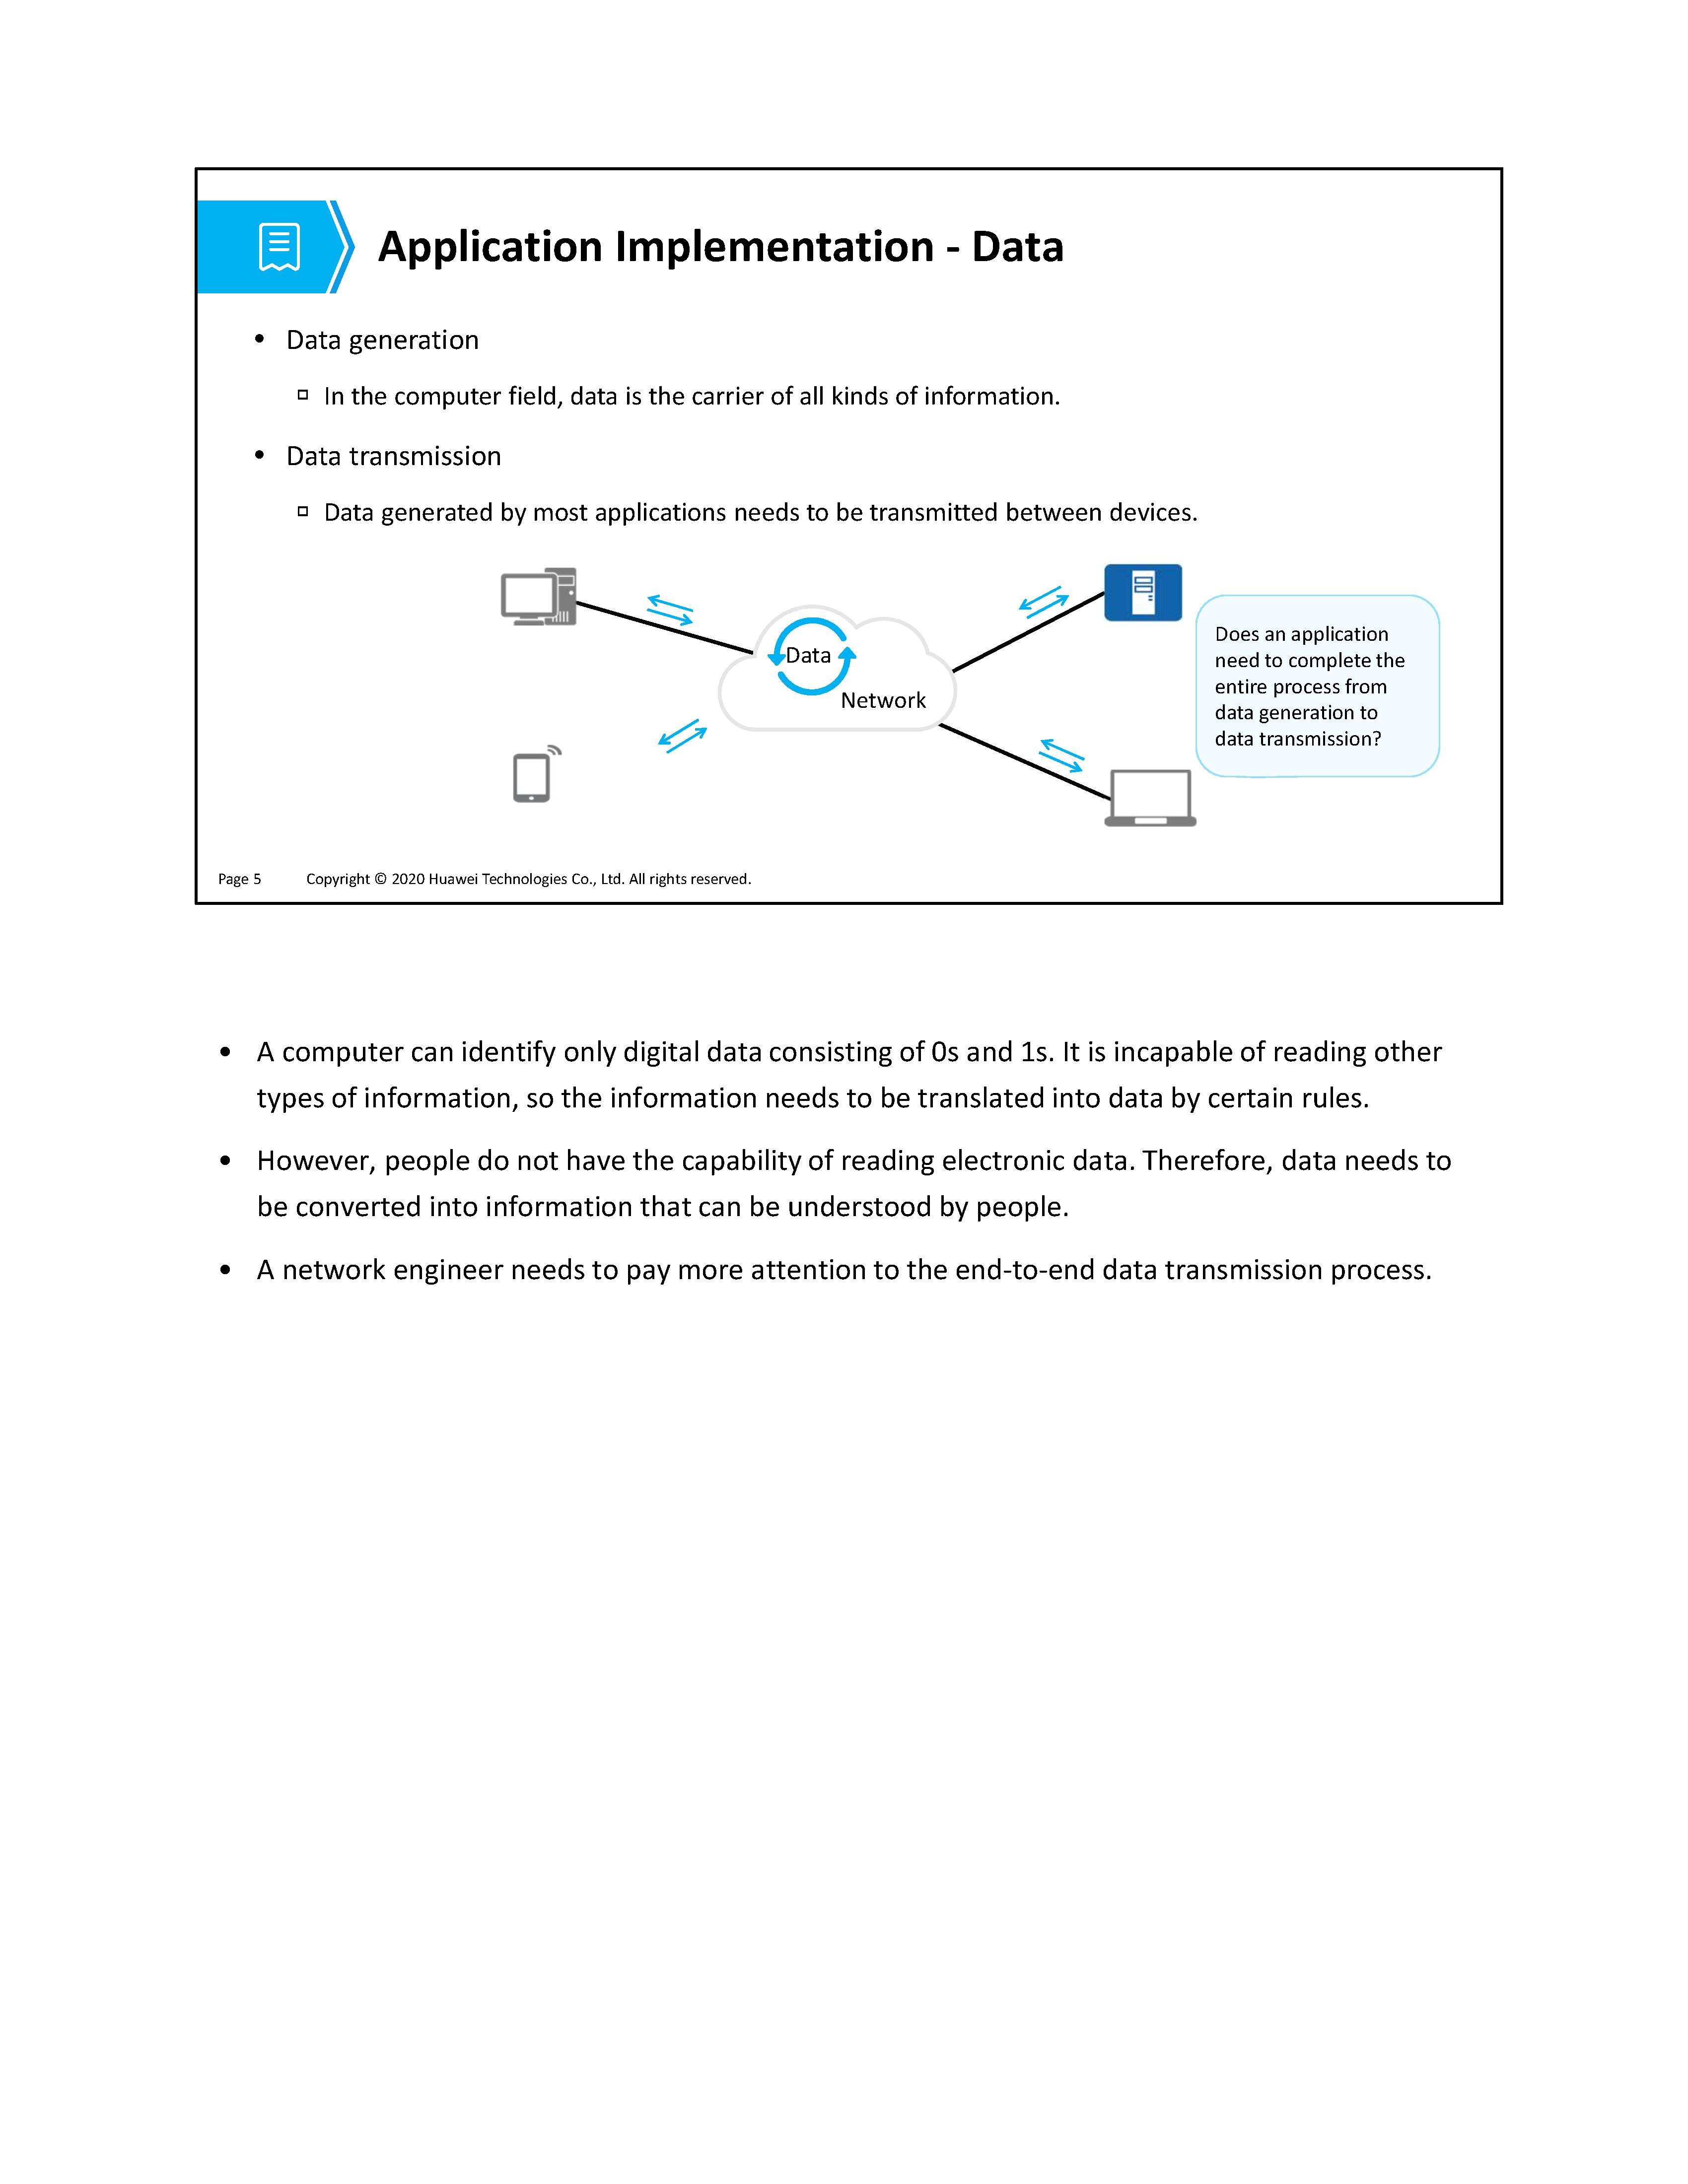 Application Implementation - Data
• Data generation
▫ In the computer field, data is the carrier of all kinds of information.
• Data transmission
▫ Data generated by most applications needs to be transmitted between devices.
Data
Network
Does an application
need to complete the
entire process from
data generation to
data transmission?
Page 5 Copyright © 2020 Huawei Technologies Co., Ltd. All rights reserved.
• A computer can identify only digital data consisting of 0s and 1s. It is incapable of reading other
types of information, so the information needs to be translated into data by certain rules.
• However, people do not have the capability of reading electronic data. Therefore, data needs to
be converted into information that can be understood by people.
• A network engineer needs to pay more attention to the end-to-end data transmission process.